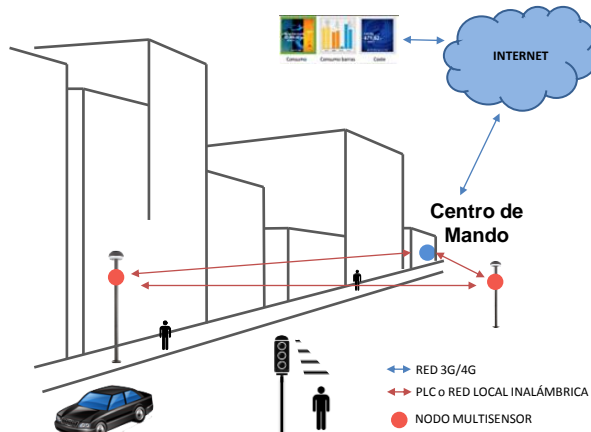 INTERNET
Consumo
Consumo barras
Coste
Centro de
Mando
RED 3G/4G
PLC o RED LOCAL INALÁMBRICA
NODO MULTISENSOR